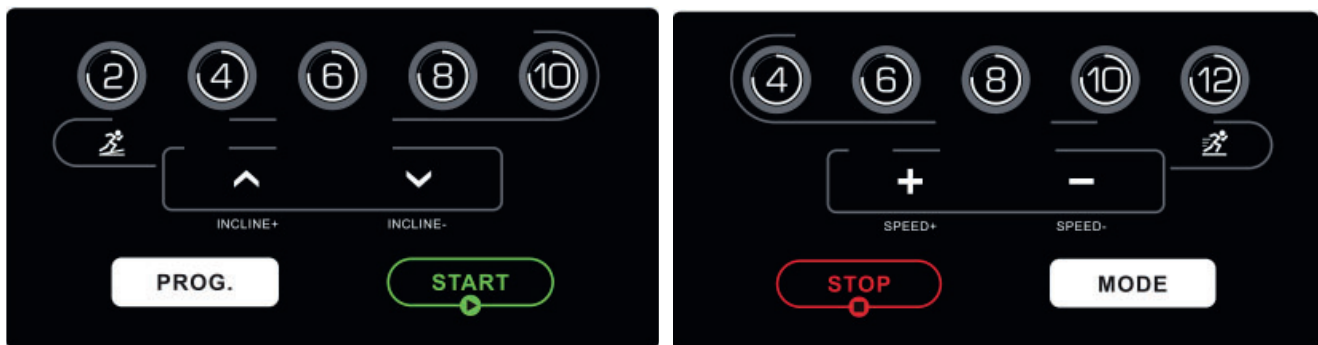 2 4 6 8 10
INCLINE+ INCLINE-
PROG. START
4 6 8 10 12
SPEED+ SPEED-
STOP MODE